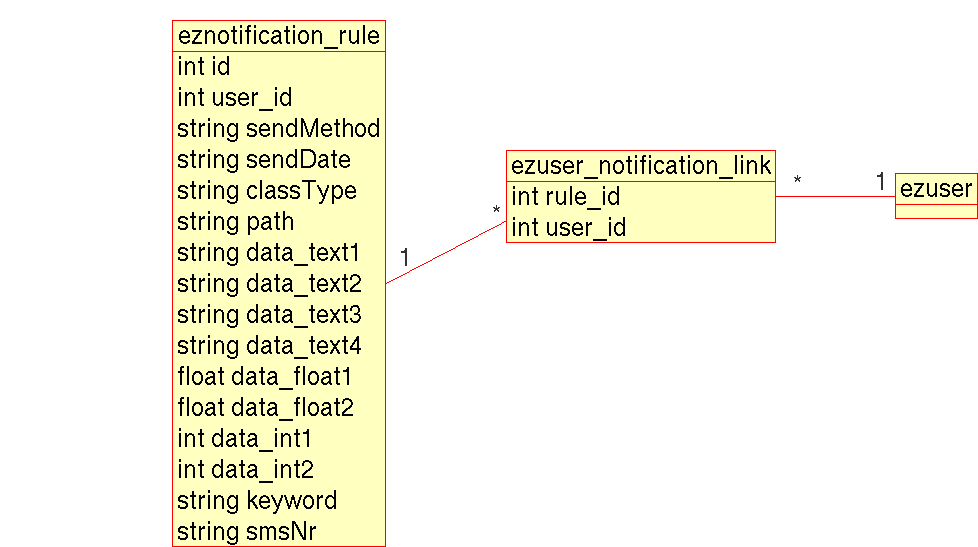 eznotification_rule
int id
int user_id
string sendMethod
string sendDate
string classType
string path
string data_text1
string data_text2
string data_text3
string data_text4
float data_float1
float data_float2
int data_int1
int data_int2
string keyword
string smsNr
1
*
ezuser_notification_link
int rule_id
int user_id
*
1
ezuser